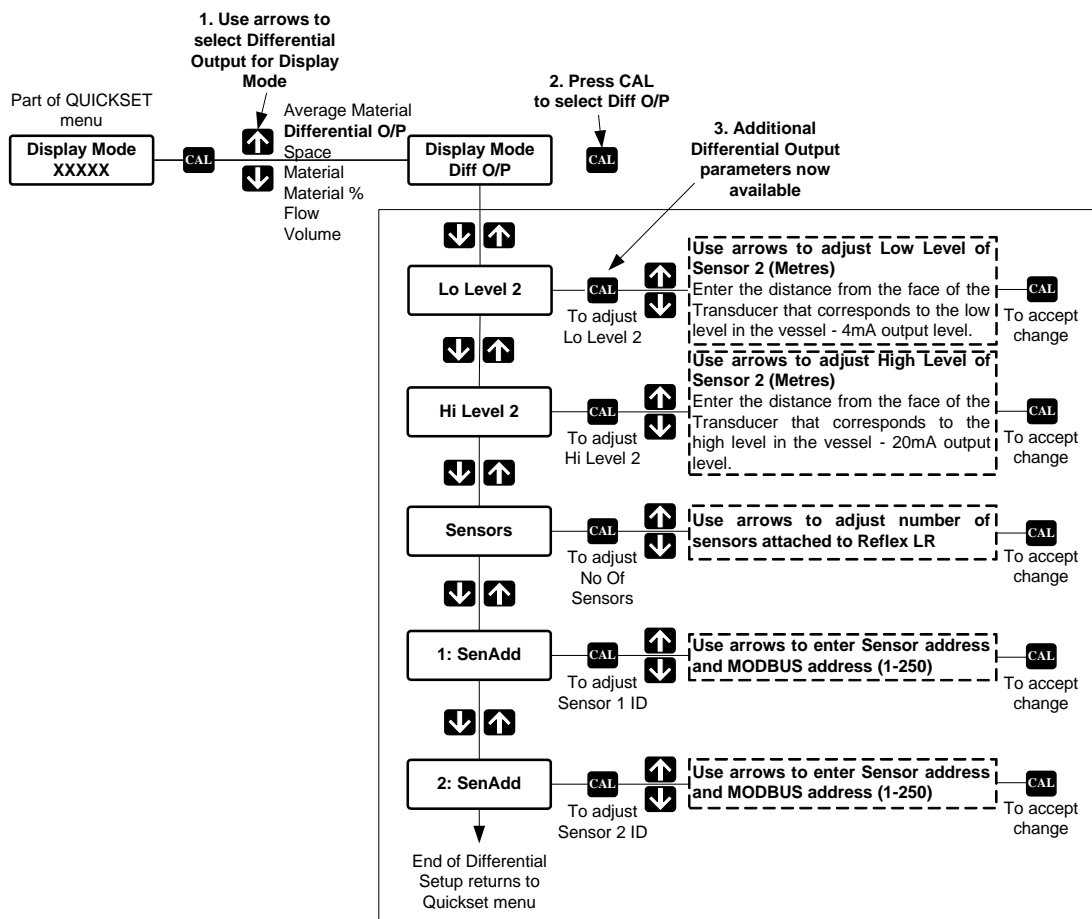 1. Use arrows to
select Differential
Output for Display
Mode
Part of QUICKSET
menu
Display Mode
XXXXX
CAL
Average Material
Differential O/P
Space
Material
Material %
Flow
Volume
Display Mode
Diff O/P
2. Press CAL
to select Diff O/P
CAL
3. Additional
Differential Output
parameters now
available
Lo Level 2
CAL
To adjust
Lo Level 2
Use arrows to adjust Low Level of
Sensor 2 (Metres)
Enter the distance from the face of the
Transducer that corresponds to the low
level in the vessel - 4mA output level.
CAL
To accept
change
Hi Level 2
CAL
To adjust
Hi Level 2
Use arrows to adjust High Level of
Sensor 2 (Metres)
Enter the distance from the face of the
Transducer that corresponds to the
high level in the vessel - 20mA output
level.
CAL
To accept
change
Sensors
CAL
To adjust
No Of
Sensors
Use arrows to adjust number of
sensors attached to Reflex LR
CAL
To accept
change
1: SenAdd
CAL
To adjust
Sensor 1 ID
Use arrows to enter Sensor address
and MODBUS address (1-250)
CAL
To accept
change
2: SenAdd
CAL
To adjust
Sensor 2 ID
Use arrows to enter Sensor address
and MODBUS address (1-250)
CAL
To accept
change
End of Differential
Setup returns to
Quickset menu